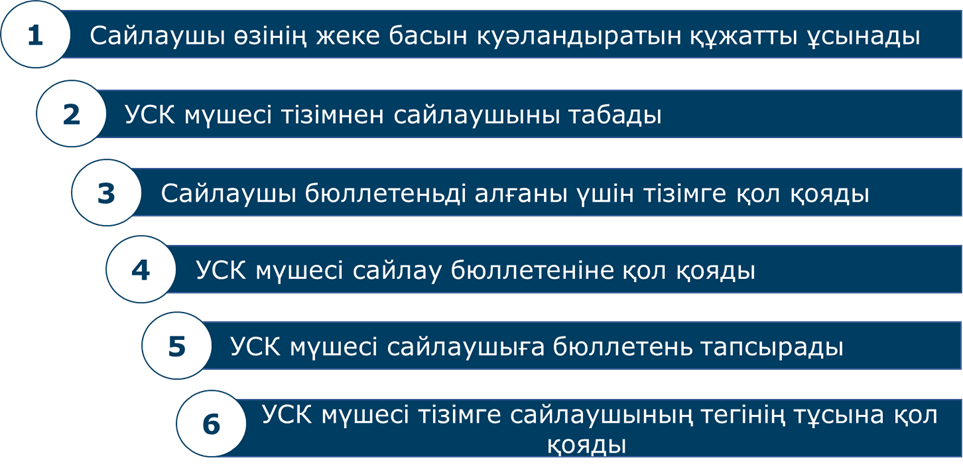 1 Сайлаушы өзінің жеке басын куәландыратын құжатты ұсынады
2 УСК мүшесі тізімнен сайлаушыны табады
3 Сайлаушы бюллетеньді алғаны үшін тізімге қол қояды
4 УСК мүшесі сайлау бюллетеніне қол қояды
5 УСК мүшесі сайлаушыға бюллетень тапсырады
6 УСК мүшесі тізімге сайлаушының тегінің тұсына қол
қояды